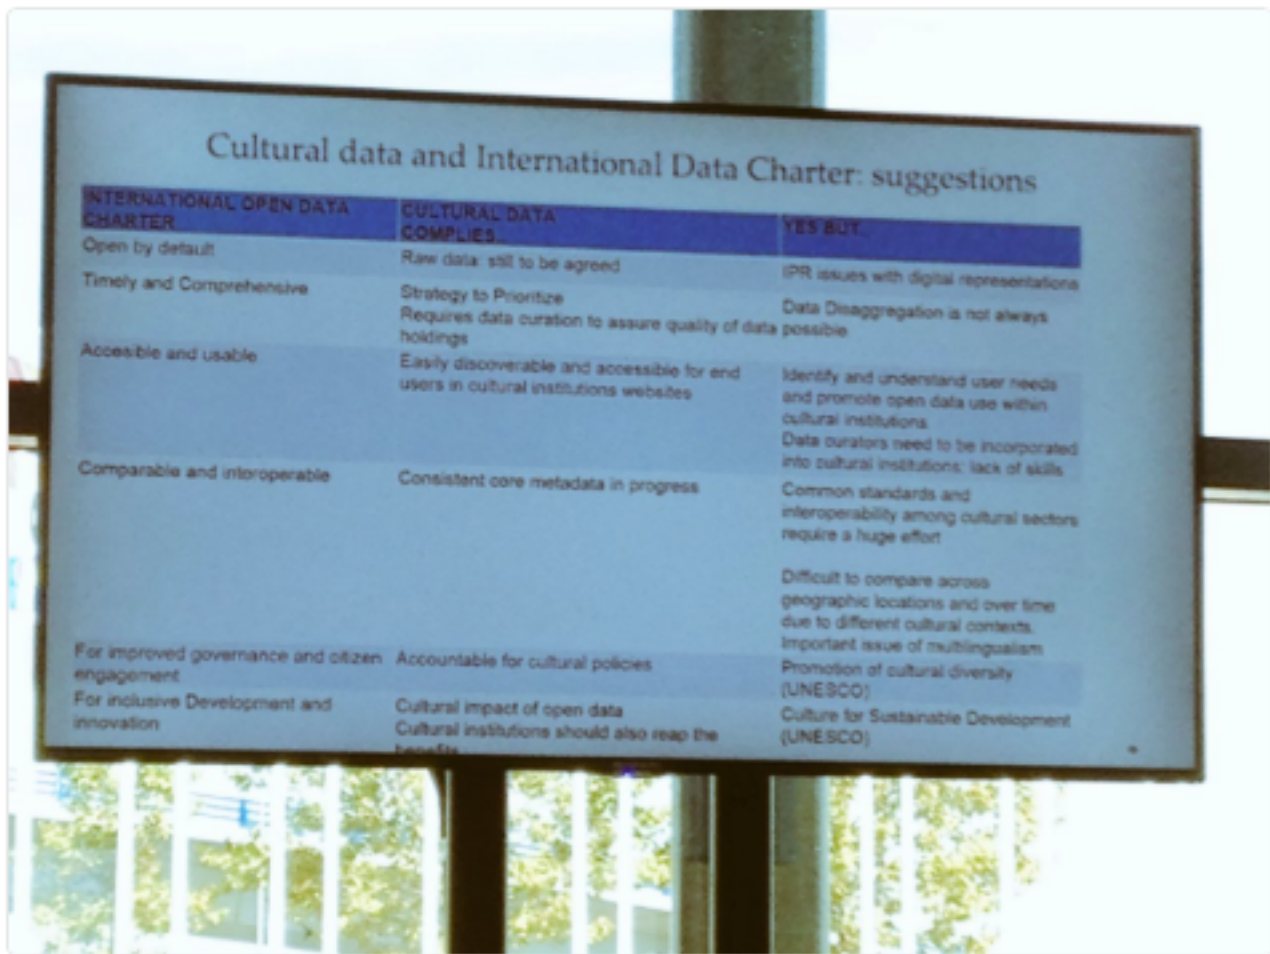 Cultural data and International Data Charter: suggestions
INTERNATIONAL OPEN DATA
CHARTER
CULTURAL DATA
COMPLIES...
YES BUT...
Open by default
Raw data: still to be agreed
IPR issues with digital representations
Timely and Comprehensive
Strategy to Prioritize
Requires data curation to assure quality of data
holdings
Data Disaggregation is not always
possible
Accesible and usable
Easily discoverable and accessible for end
users in cultural institutions websites
Identify and understand user needs
and promote open data use within
cultural institutions
Data curators need to be incorporated
into cultural institutions: lack of skills
Comparable and interoperable
Consistent core metadata in progress
Common standards and
interoperability among cultural sectors
require a huge effort
Difficult to compare across
geographic locations and over time
due to different cultural contexts.
Important issue of multilingualism
For improved governance and citizen
engagement
Accountable for cultural policies
Promotion of cultural diversity
(UNESCO)
For inclusive Development and
innovation
Cultural impact of open data
Cultural institutions should also reap the
benefits
Culture for Sustainable Development
(UNESCO)